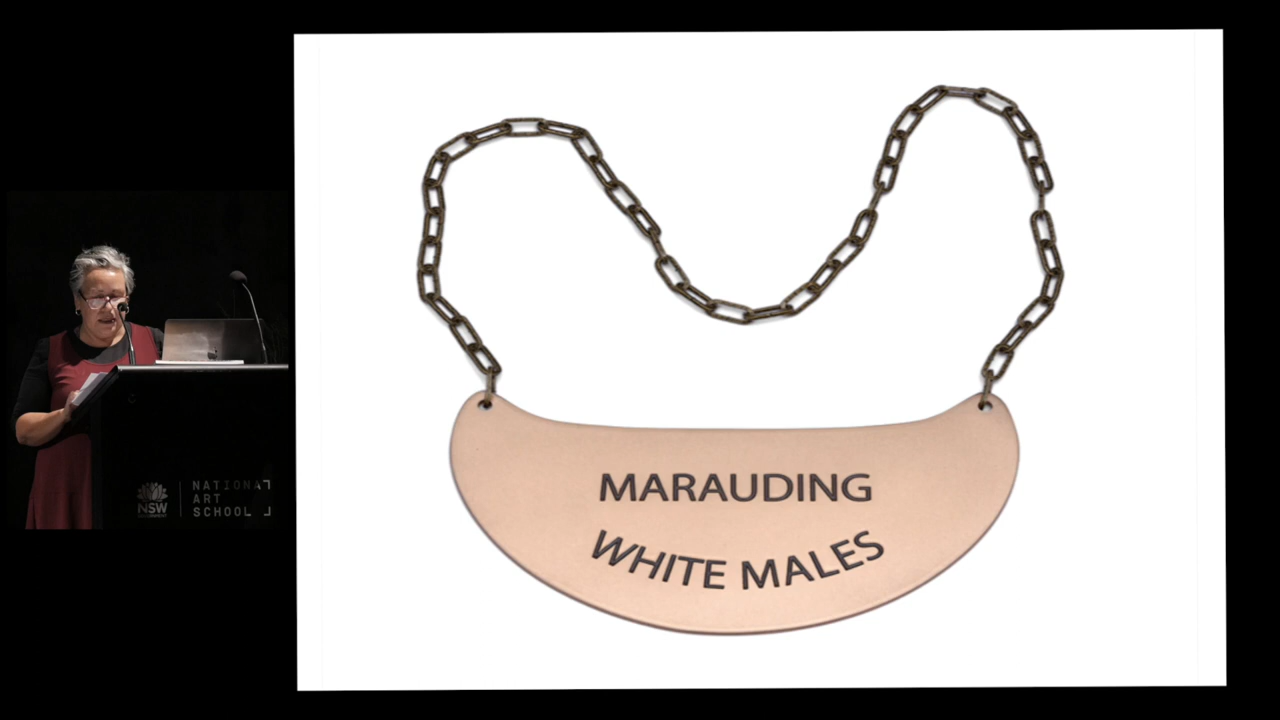 MARAUDING
WHITE MALES
NSW
NATIONAL
ART
SCHOOL